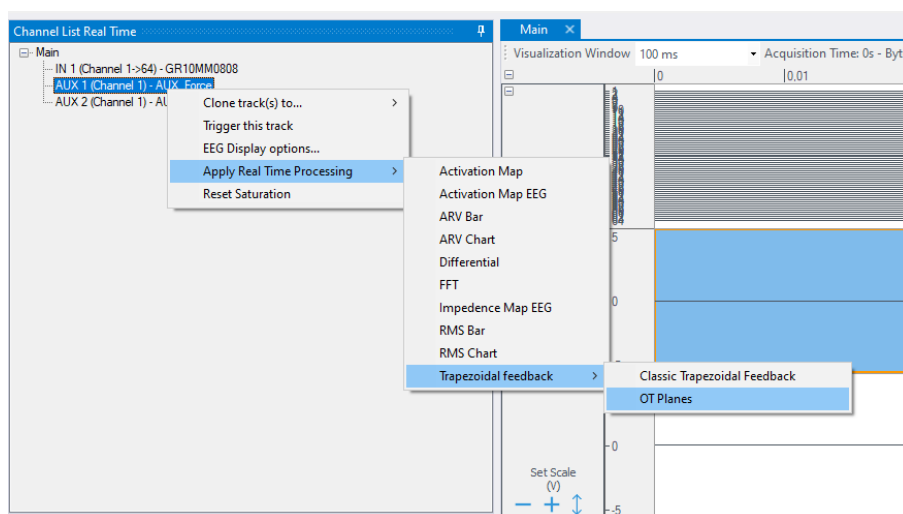 Channel List Real Time
Main
IN 1 (Channel 1->64) - GR10MM0808
AUX 1 (Channel 1) - AUX_Force
AUX 2 (Channel 1) -
Clone track(s) to...
Trigger this track
EEG Display options...
Apply Real Time Processing
Reset Saturation
Activation Map
Activation Map EEG
ARV Bar
ARV Chart
Differential
FFT
Impedence Map EEG
RMS Bar
RMS Chart
Trapezoidal feedback
Classic Trapezoidal Feedback
OT Planes
Main
Visualization Window 100 ms Acquisition Time: 0s - Byt
0 0,01
5
0
0
-5
Set Scale
(V)